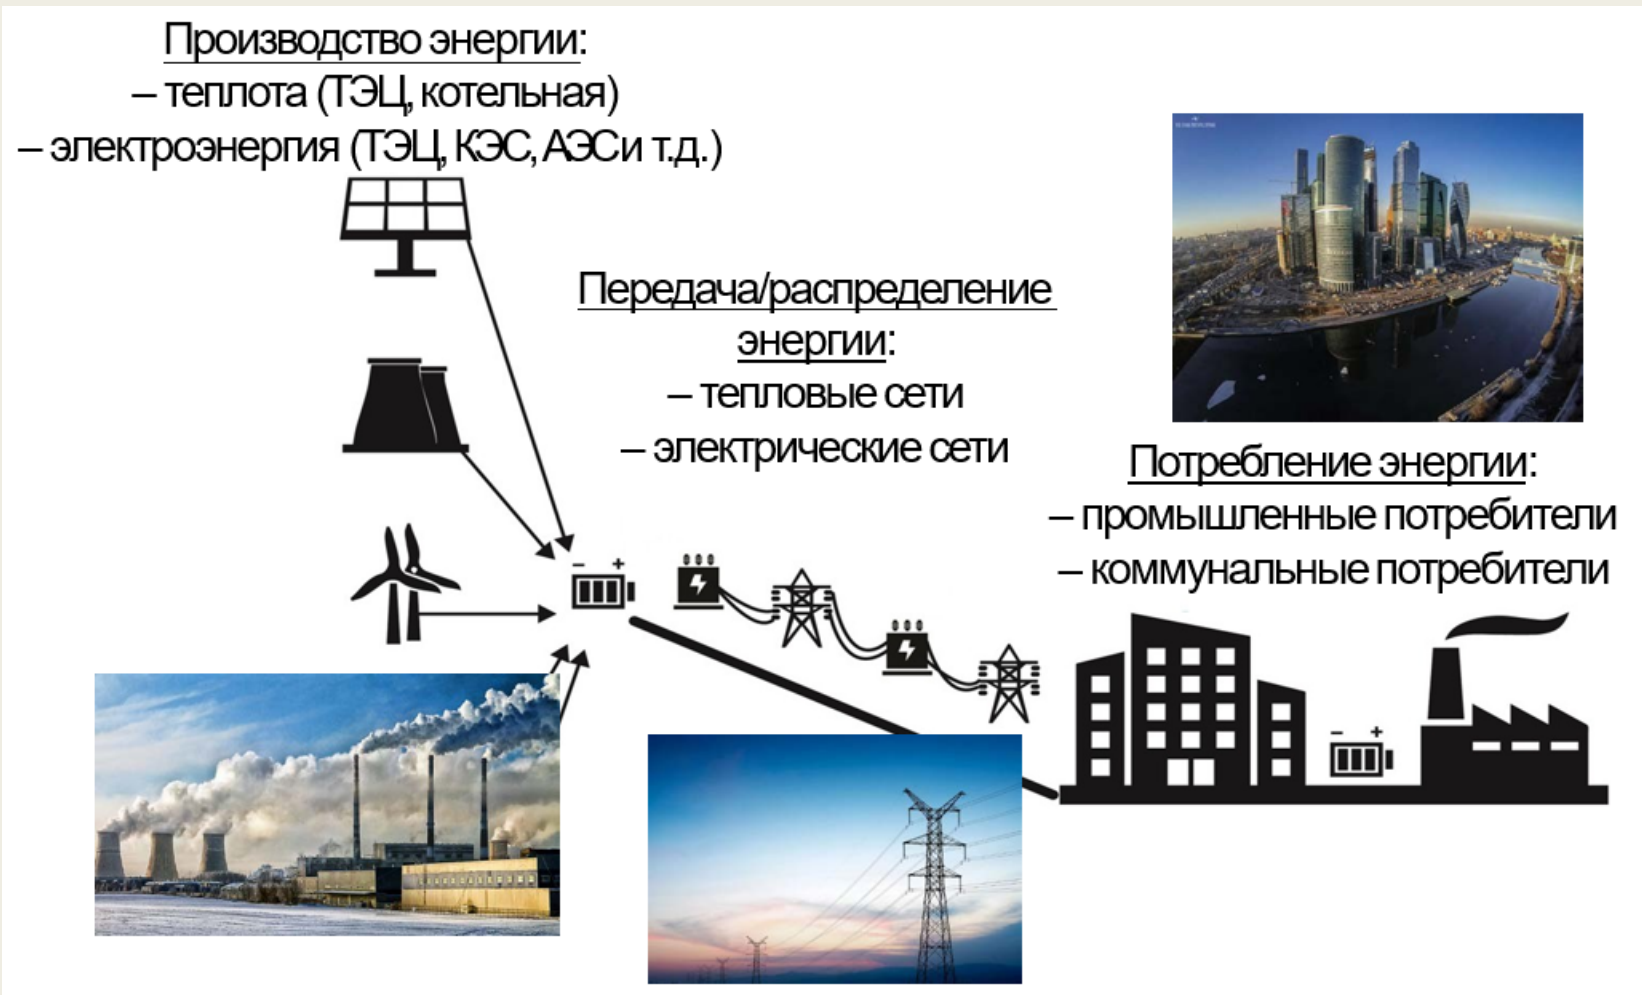 Производство энергии:
– теплота (ТЭЦ, котельная)
– электроэнергия (ТЭЦ, КЭС, АЭС и т.д.)
Передача/распределение
энергии:
– тепловые сети
– электрические сети
Потребление энергии:
– промышленные потребители
– коммунальные потребители
– +
– +